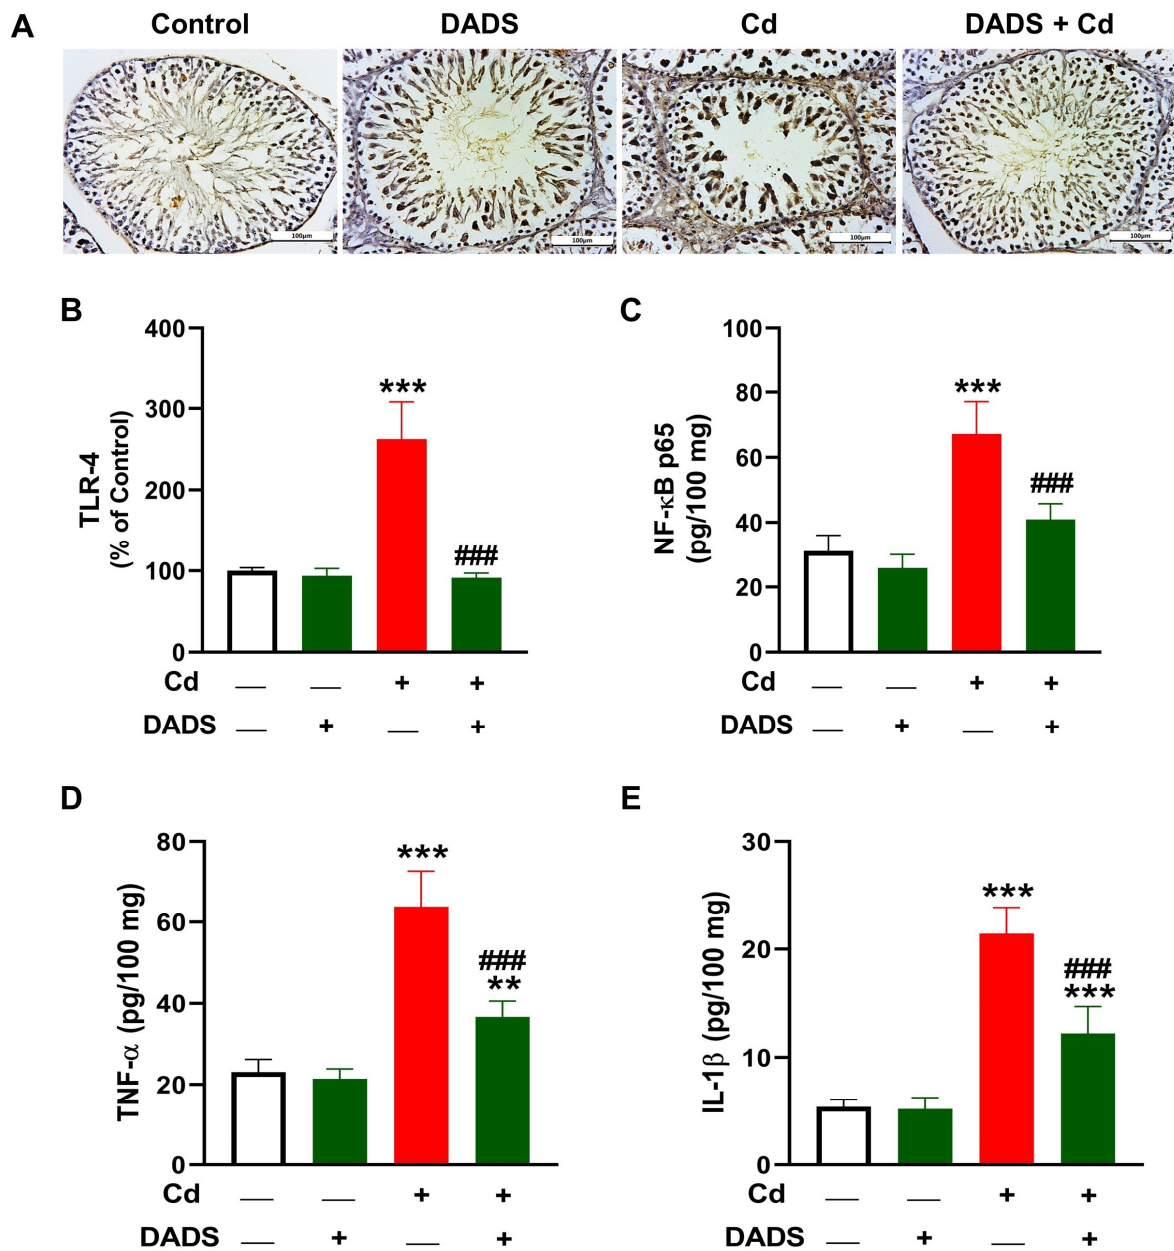 A
Control DADS Cd DADS + Cd
100μm 100μm 100μm 100μm
B
TLR-4
(% of Control)
400
300
200
100
0
***
###
Cd — — + +
DADS — + — +
C
NF-κB p65
(pg/100 mg)
100
80
60
40
20
0
***
###
Cd — — + +
DADS — + — +
D
TNF-α (pg/100 mg)
80
60
40
20
0
***
###
**
Cd — — + +
DADS — + — +
E
IL-1β (pg/100 mg)
30
20
10
0
***
###
***
Cd — — + +
DADS — + — +